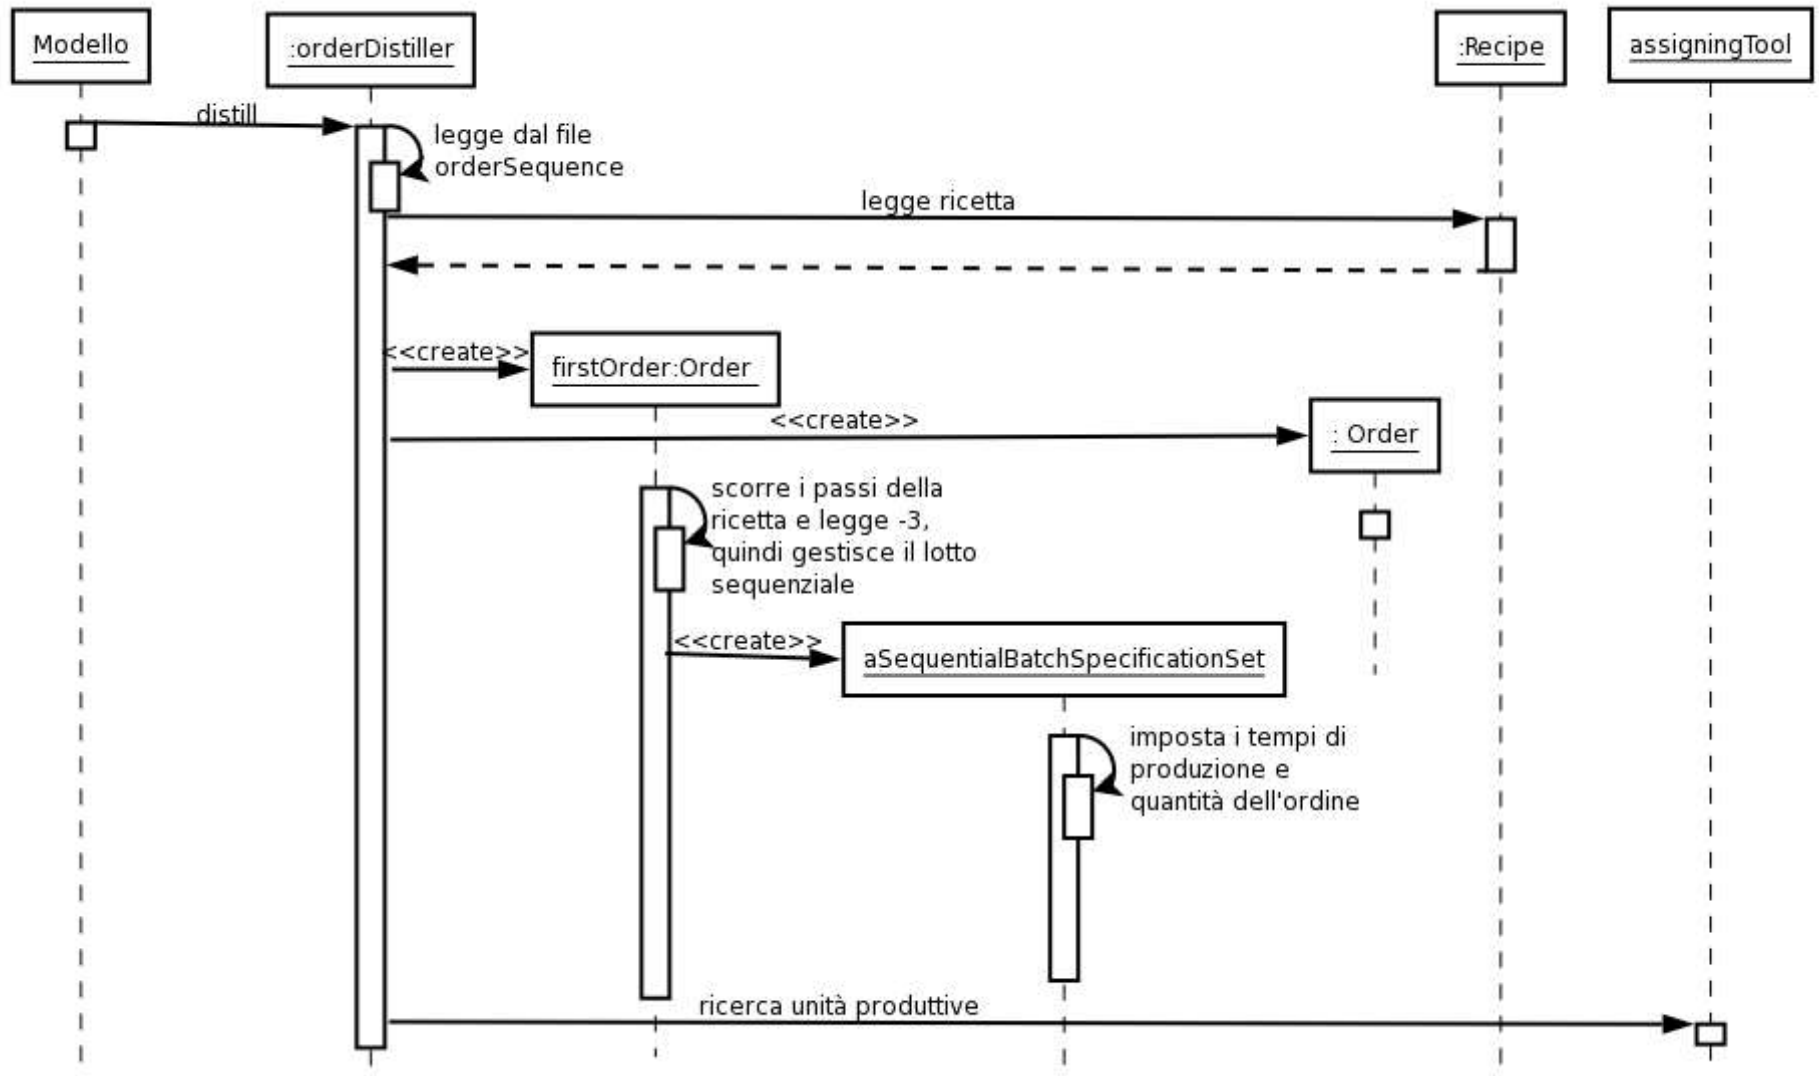 Modello
:orderDistiller
:Recipe
assigningTool
distill
legge dal file
orderSequence
legge ricetta
<<create>>
firstOrder:Order
<<create>>
: Order
scorre i passi della
ricetta e legge -3,
quindi gestisce il lotto
sequenziale
<<create>>
aSequentialBatchSpecificationSet
imposta i tempi di
produzione e
quantità dell'ordine
ricerca unità produttive